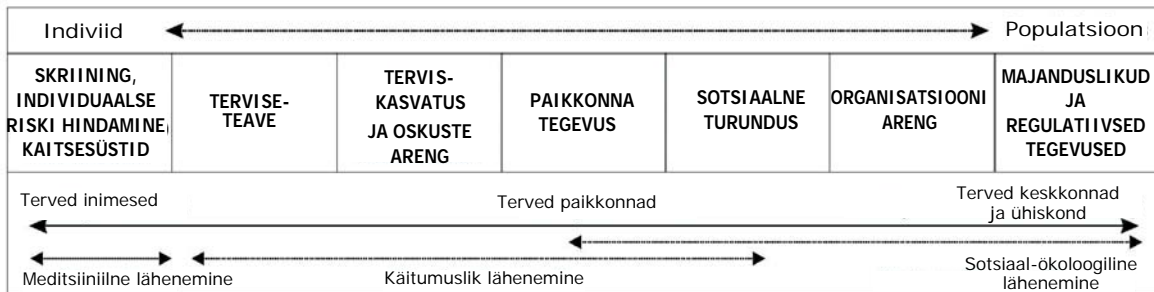 Indiviid
Populatsioon
SKRIINING,
INDIVIDUAALSE
RISKI HINDAMINE,
KAITSESÜSTID
TERVISE-
TEAVE
TERVIS-
KASVATUS
JA OSKUSTE
ARENG
PAIKKONNA
TEGEVUS
SOTSIAALNE
TURUNDUS
ORGANISATSIOONI
ARENG
MAJANDUSLIKUD
JA
REGULATIIVSED
TEGEVUSED
Terved inimesed
Terved paikkonnad
Terved keskkonnad
ja ühiskond
Meditsiiniilne lähenemine
Käitumuslik lähenemine
Sotsiaal-ökoloogiline
lähenemine